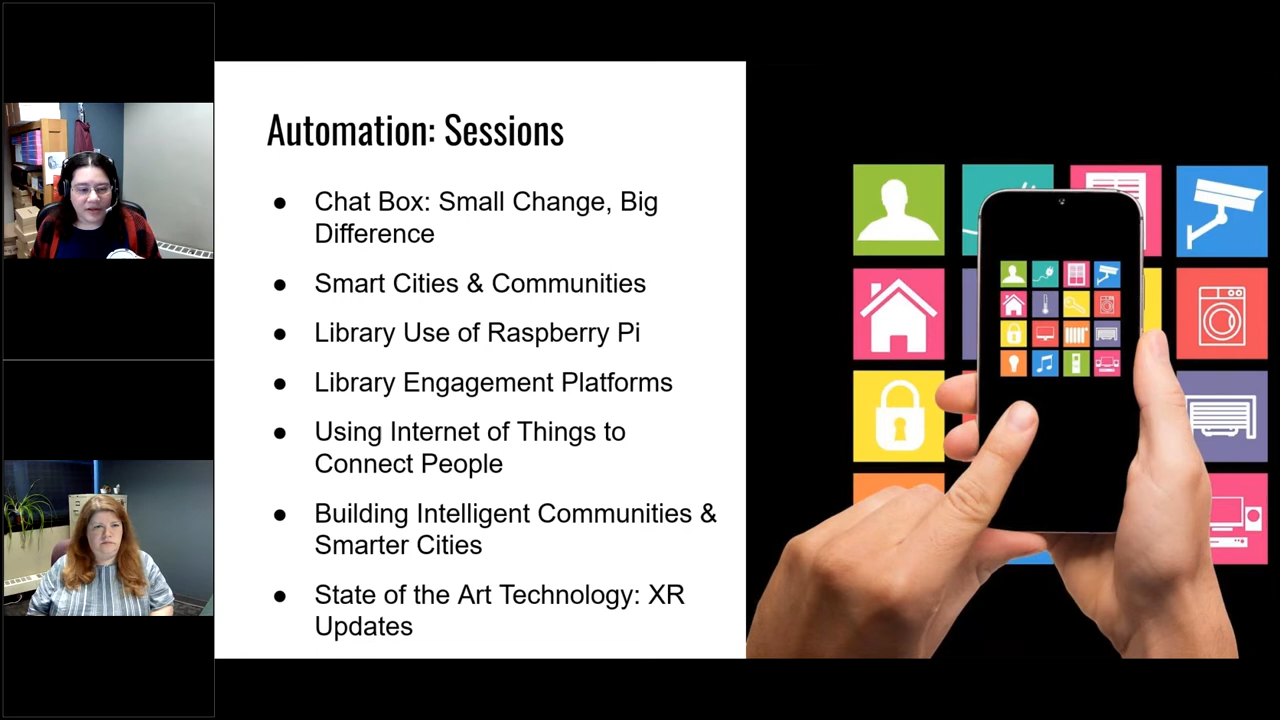 Automation: Sessions
● Chat Box: Small Change, Big
Difference
● Smart Cities & Communities
● Library Use of Raspberry Pi
● Library Engagement Platforms
● Using Internet of Things to
Connect People
● Building Intelligent Communities &
Smarter Cities
● State of the Art Technology: XR
Updates